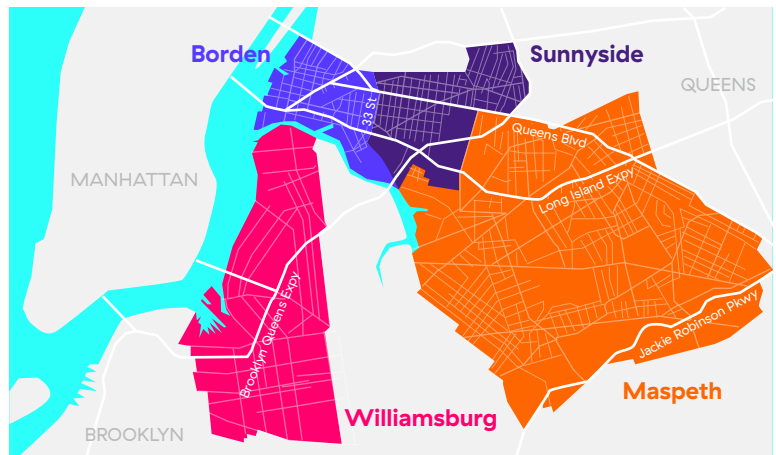 Borden
Sunnyside
QUEENS
33 St
Queens Blvd
MANHATTAN
Long Island Expy
Brooklyn Queens Expy
Jackie Robinson Pkwy
Maspeth
Williamsburg
BROOKLYN